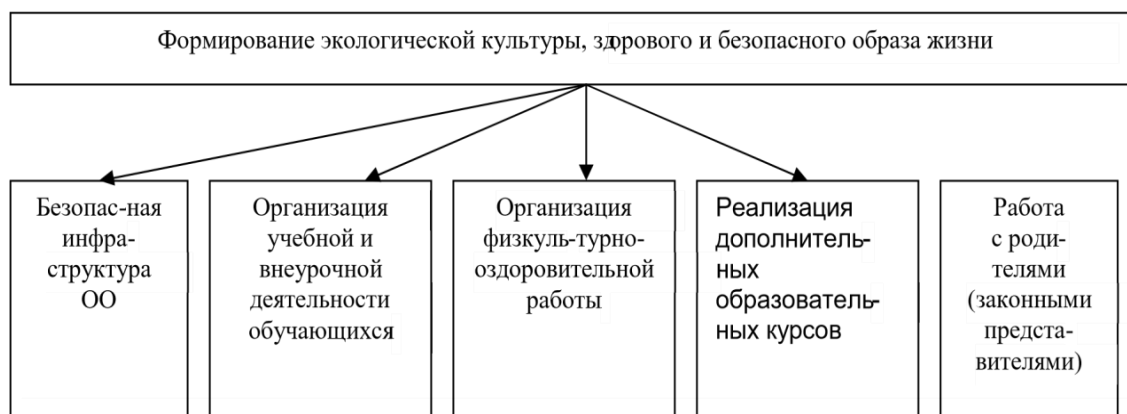 Формирование экологической культуры, здорового и безопасного образа жизни
Безопас-ная
инфра-
структура
ОО
Организация
учебной и
внеурочной
деятельности
обучающихся
Организация
физкуль-турно-
оздоровительной
работы
Реализация
дополнитель-
ных
образователь-
ных курсов
Работа
с роди-
телями
(законными
предста-
вителями)